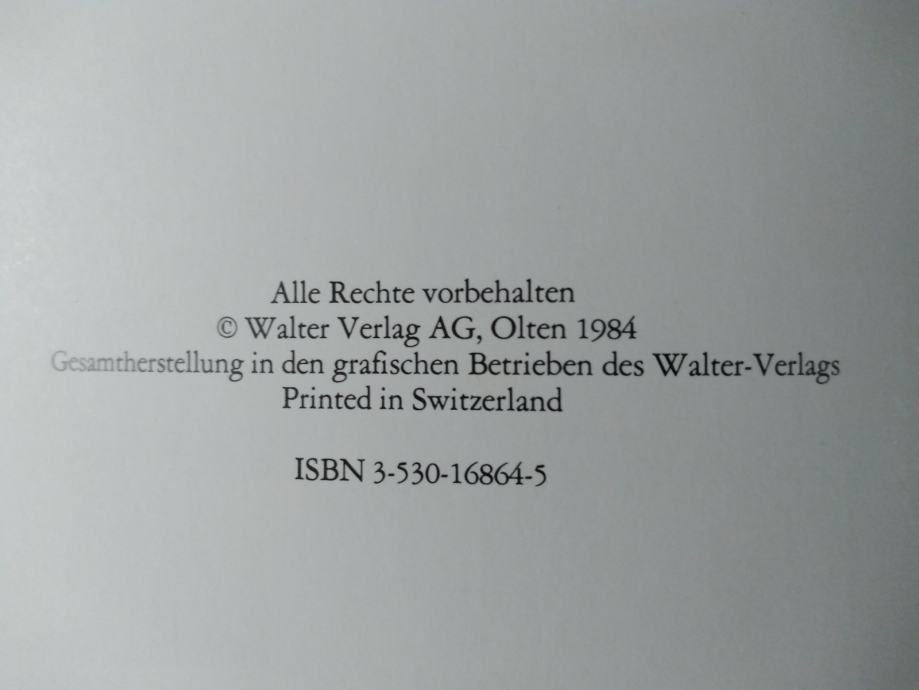 Alle Rechte vorbehalten
© Walter Verlag AG, Olten 1984
Gesamtherstellung in den grafischen Betrieben des Walter-Verlags
Printed in Switzerland
ISBN 3-530-16864-5